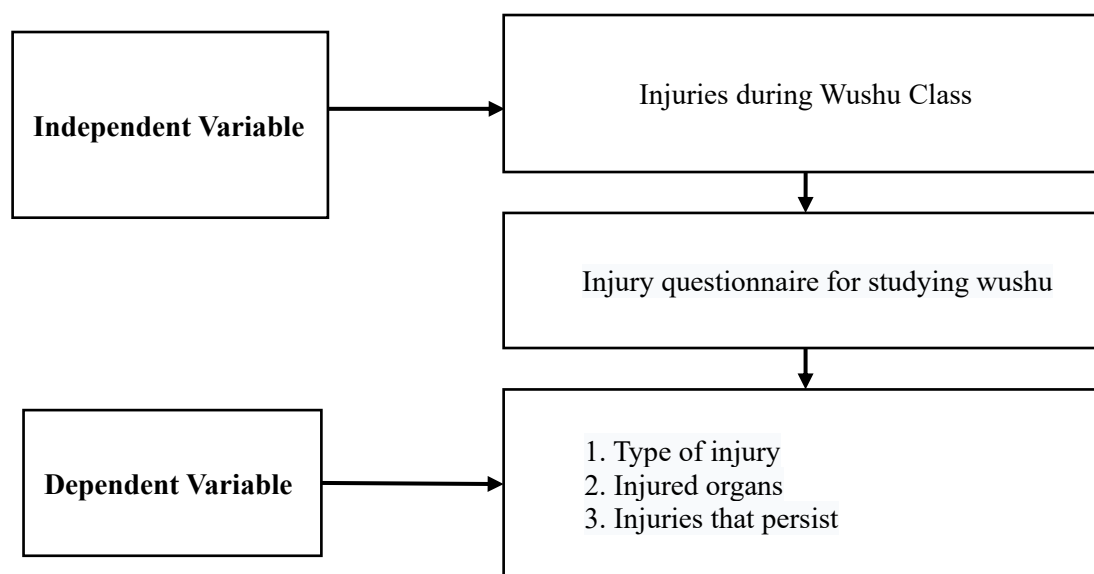 Independent Variable
Injuries during Wushu Class
Injury questionnaire for studying wushu
Dependent Variable
1. Type of injury
2. Injured organs
3. Injuries that persist